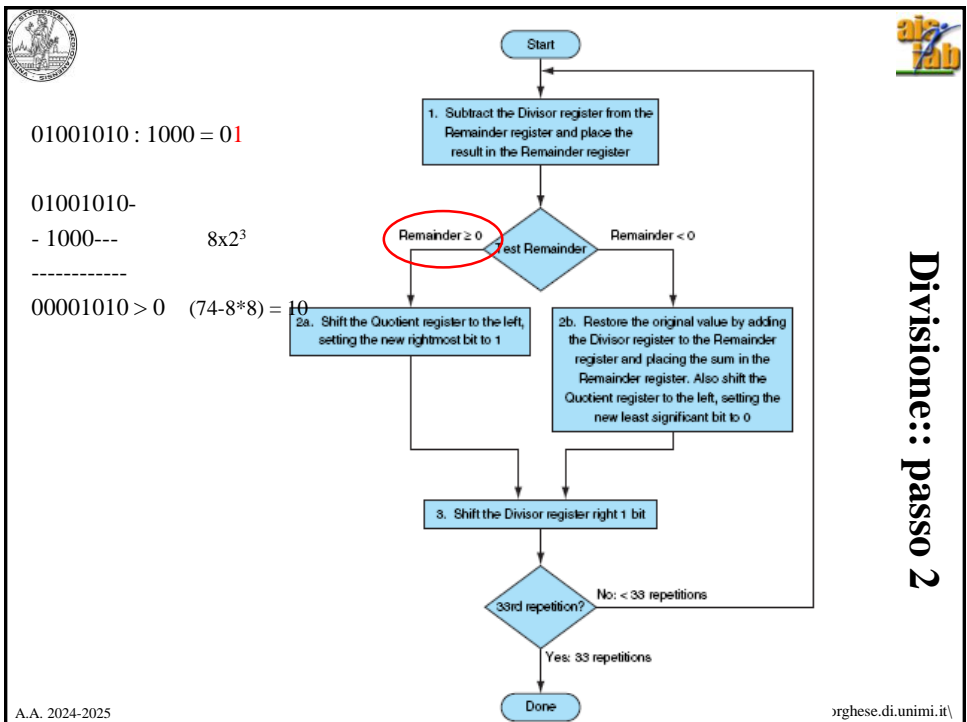 Start
01001010 : 1000 = 01
01001010-
- 1000---   8x2³
------------
00001010 > 0   (74-8*8) = 10
1. Subtract the Divisor register from the
Remainder register and place the
result in the Remainder register
Remainder ≥ 0
Test Remainder
Remainder < 0
2a. Shift the Quotient register to the left,
setting the new rightmost bit to 1
2b. Restore the original value by adding
the Divisor register to the Remainder
register and placing the sum in the
Remainder register. Also shift the
Quotient register to the left, setting the
new least significant bit to 0
3. Shift the Divisor register right 1 bit
33rd repetition?
No: < 33 repetitions
Yes: 33 repetitions
Done
Divisione:: passo 2
A.A. 2024-2025
orghese.di.unimi.it\